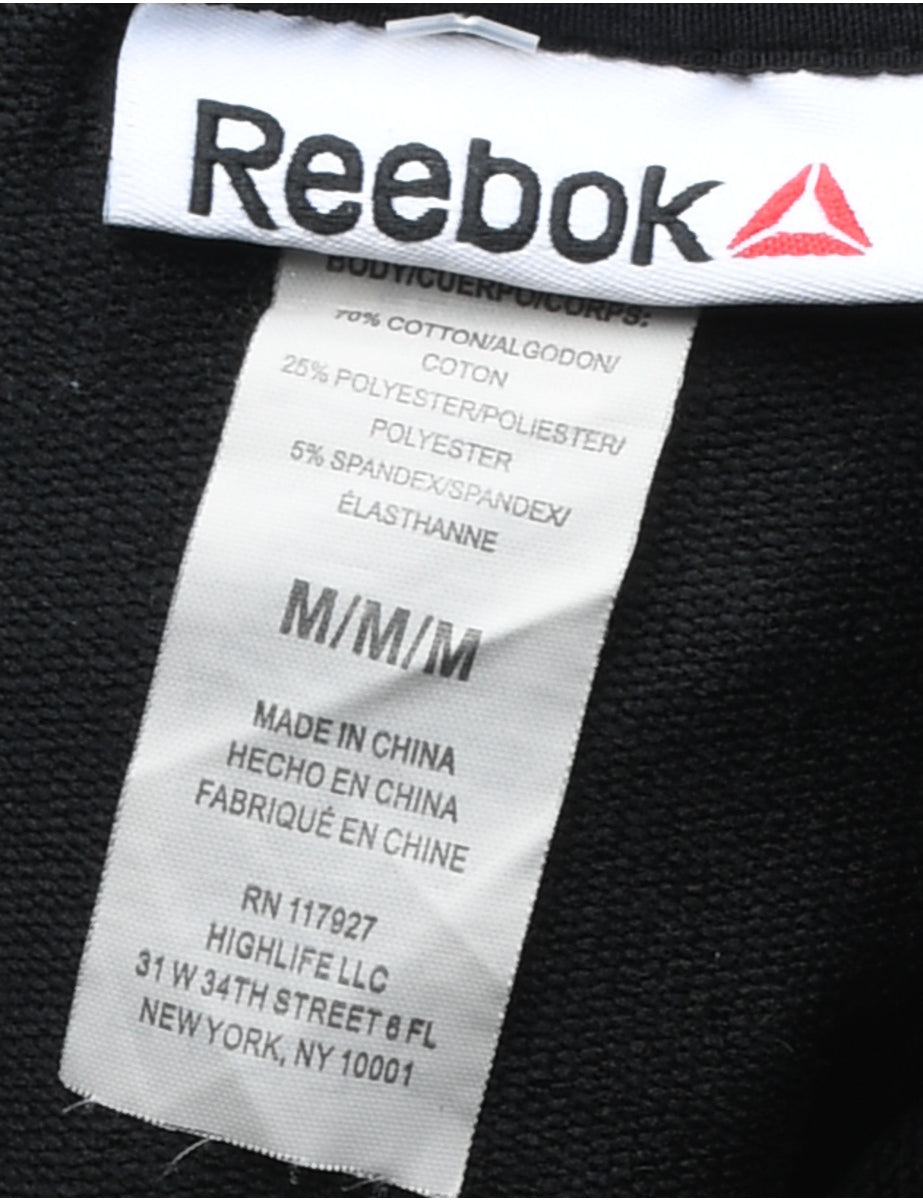 Reebok
BODY/CUERPO/CORPS:
70% COTTON/ALGODON/
COTON
25% POLYESTER/POLIESTER/
POLYESTER
5% SPANDEX/SPANDEX/
ÉLASTHANNE
M/M/M
MADE IN CHINA
HECHO EN CHINA
FABRIQUÉ EN CHINE
RN 117927
HIGHLIFE LLC
31 W 34TH STREET 6 FL
NEW YORK, NY 10001